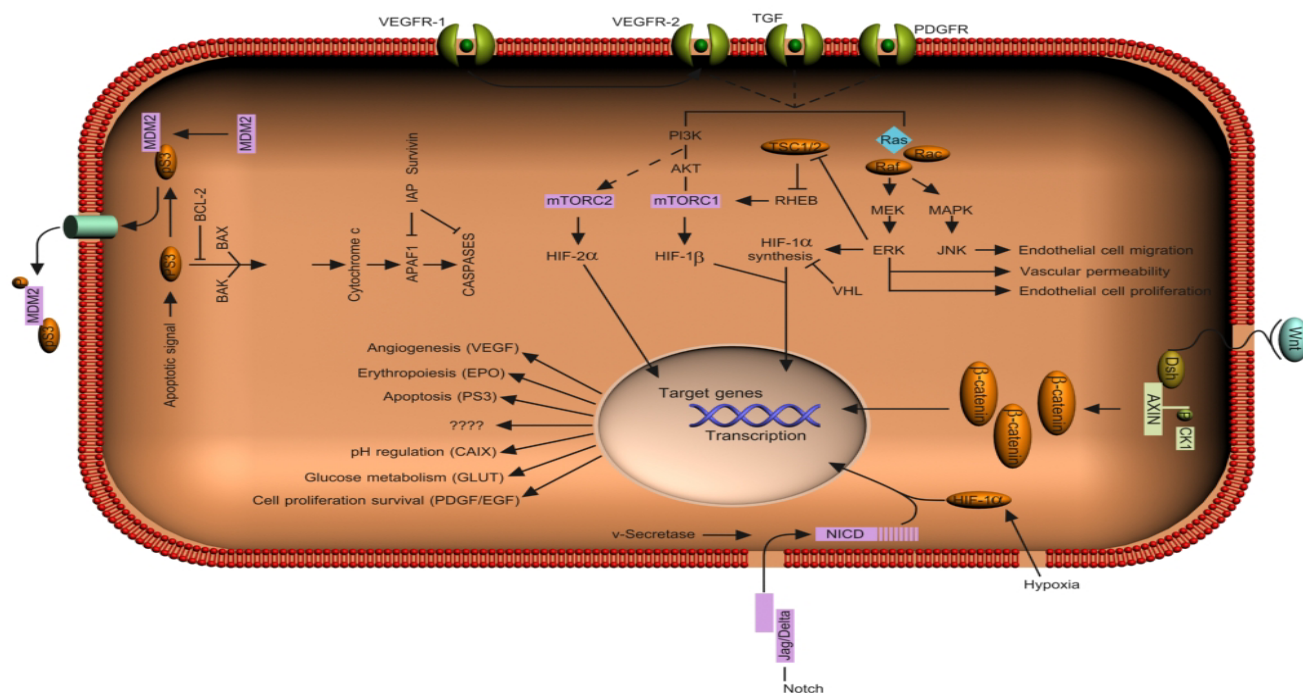 VEGFR-1
VEGFR-2
TGF
PDGFR
MDM2
MDM2
pS3
BCL-2
pS3
BAX
BAK
Apoptotic signal
MDM2
pS3
Cytochrome c
IAP
Survivin
APAF1
CASPASES
PI3K
AKT
mTORC2
mTORC1
HIF-2α
HIF-1β
TSC1/2
RHEB
HIF-1α
synthesis
VHL
Ras
Rac
Raf
MEK
MAPK
ERK
JNK
Endothelial cell migration
Vascular permeability
Endothelial cell proliferation
Wnt
Dsh
AXIN
CK1
β-catenin
β-catenin
β-catenin
Target genes
Transcription
Angiogenesis (VEGF)
Erythropoiesis (EPO)
Apoptosis (PS3)
????
pH regulation (CAIX)
Glucose metabolism (GLUT)
Cell proliferation survival (PDGF/EGF)
HIF-1α
v-Secretase
NICD
Hypoxia
Jag/Delta
Notch